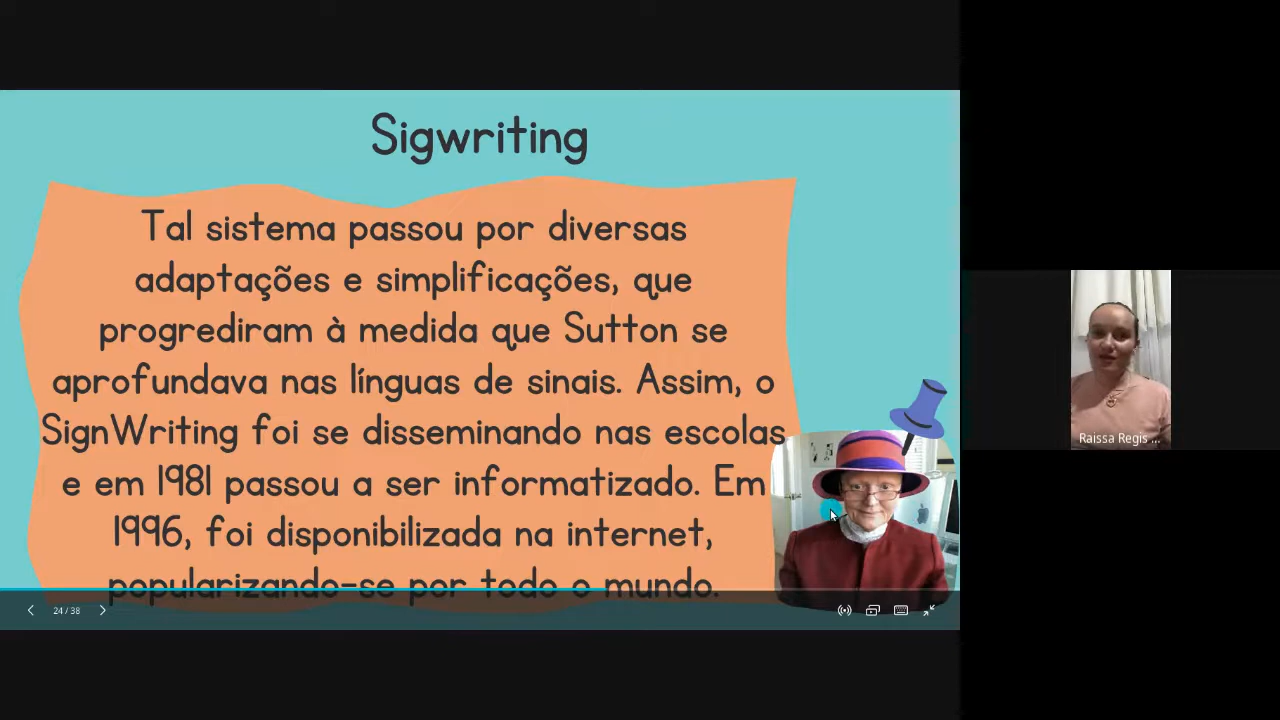 Sigwriting
Tal sistema passou por diversas
adaptações e simplificações, que
progrediram à medida que Sutton se
aprofundava nas línguas de sinais. Assim, o
SignWriting foi se disseminando nas escolas
e em 1981 passou a ser informatizado. Em
1996, foi disponibilizada na internet,
popularizando-se por todo o mundo.
24 / 38
Raissa Regis ...